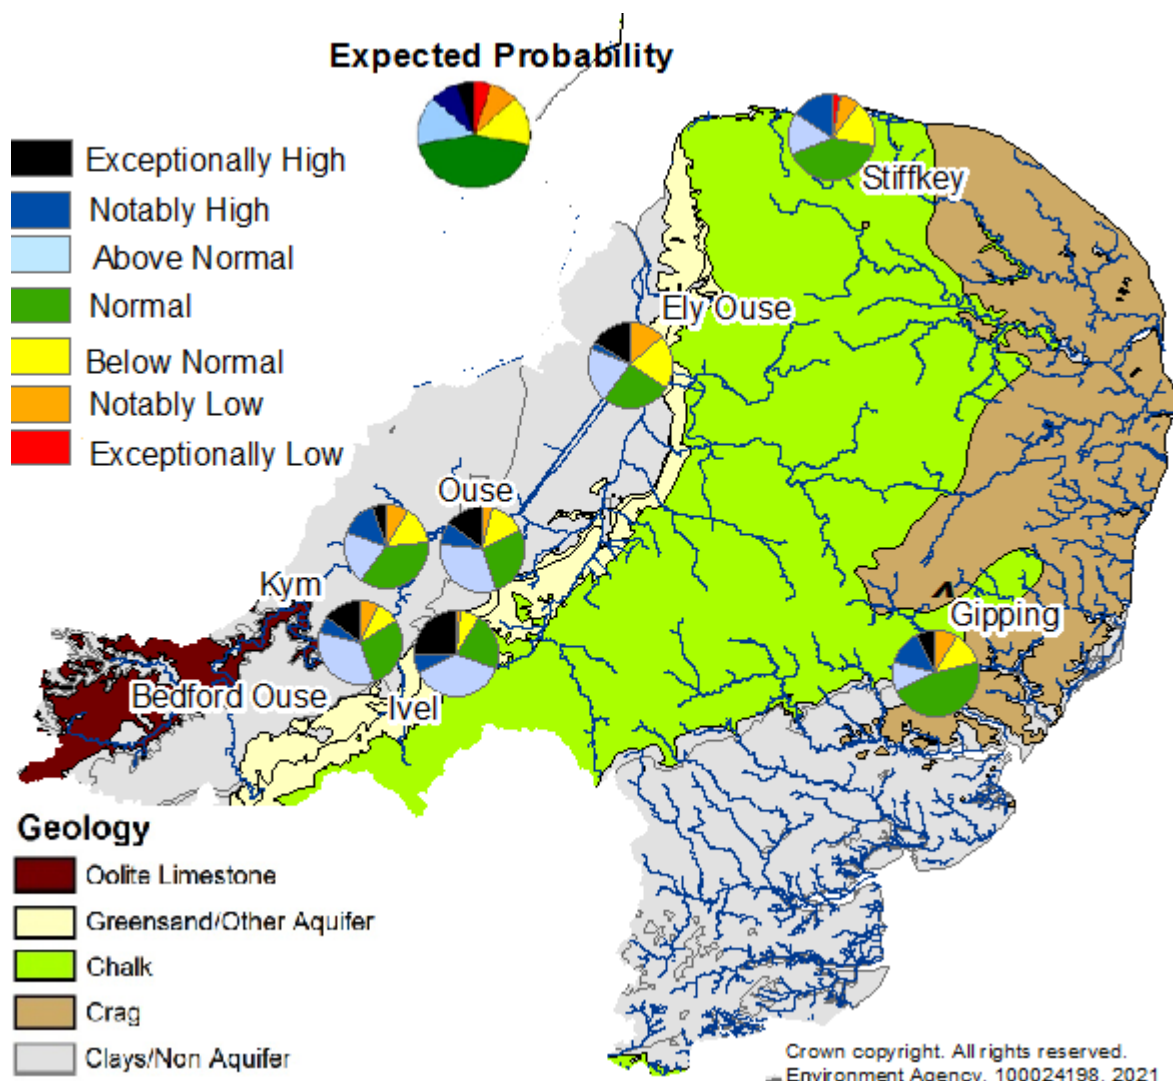 Expected Probability
Exceptionally High
Notably High
Above Normal
Normal
Below Normal
Notably Low
Exceptionally Low
Stiffkey
Ely Ouse
Ouse
Kym
Gipping
Bedford Ouse
Ivel
Geology
Oolite Limestone
Greensand/Other Aquifer
Chalk
Crag
Clays/Non Aquifer
Crown copyright. All rights reserved.
Environment Agency, 100024198, 2021